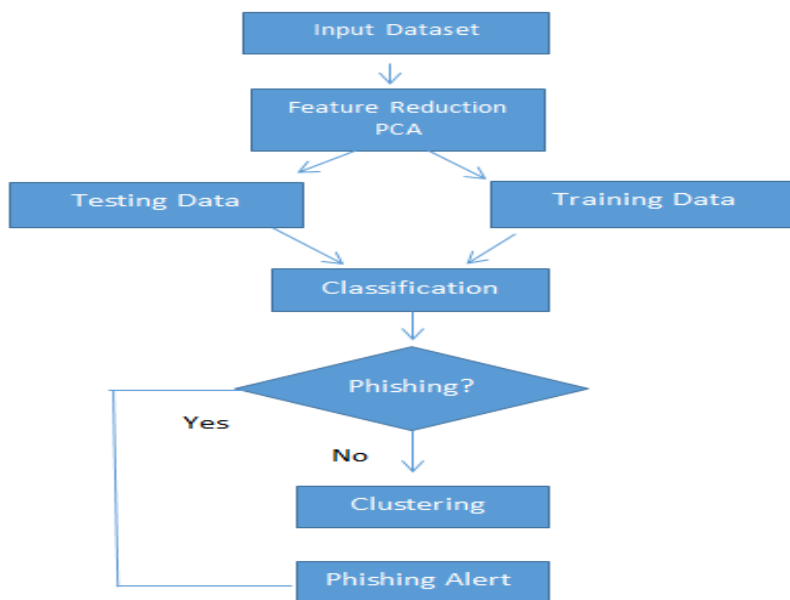 Input Dataset
Feature Reduction
PCA
Testing Data
Training Data
Classification
Phishing?
Yes
No
Clustering
Phishing Alert